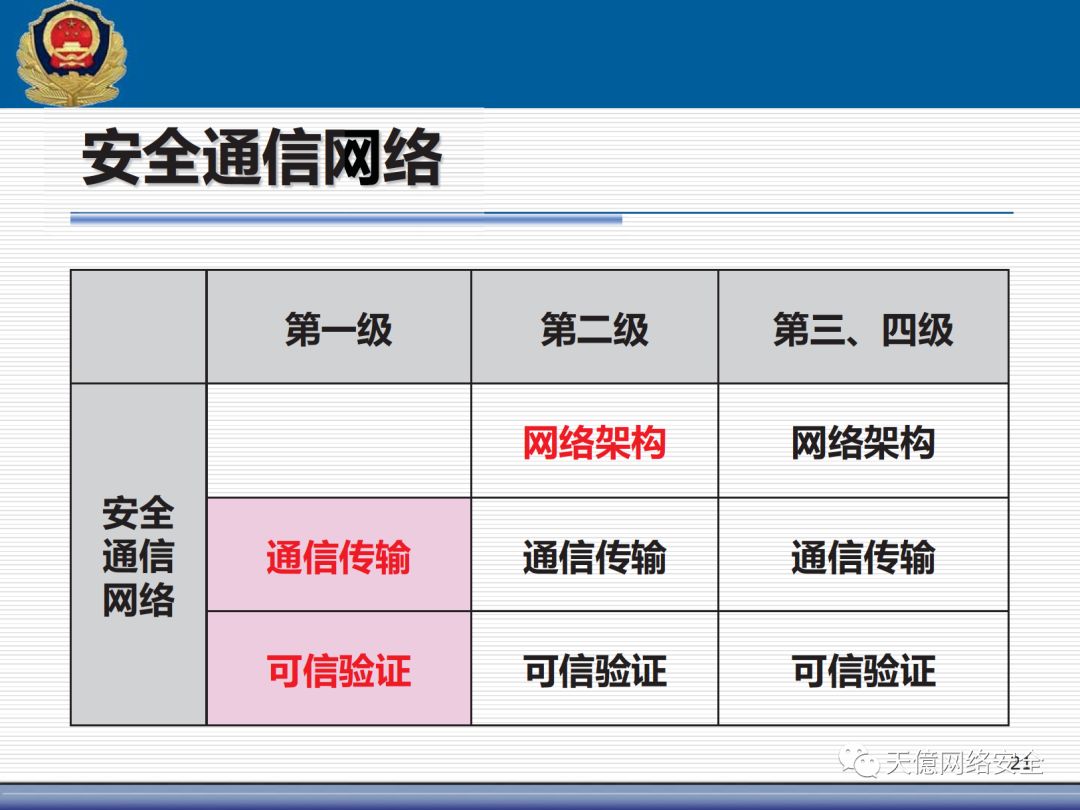 安全通信网络
第一级 第二级 第三、四级
网络架构 网络架构
安全
通信
网络
通信传输 通信传输 通信传输
可信验证 可信验证 可信验证
天億网络安全
21